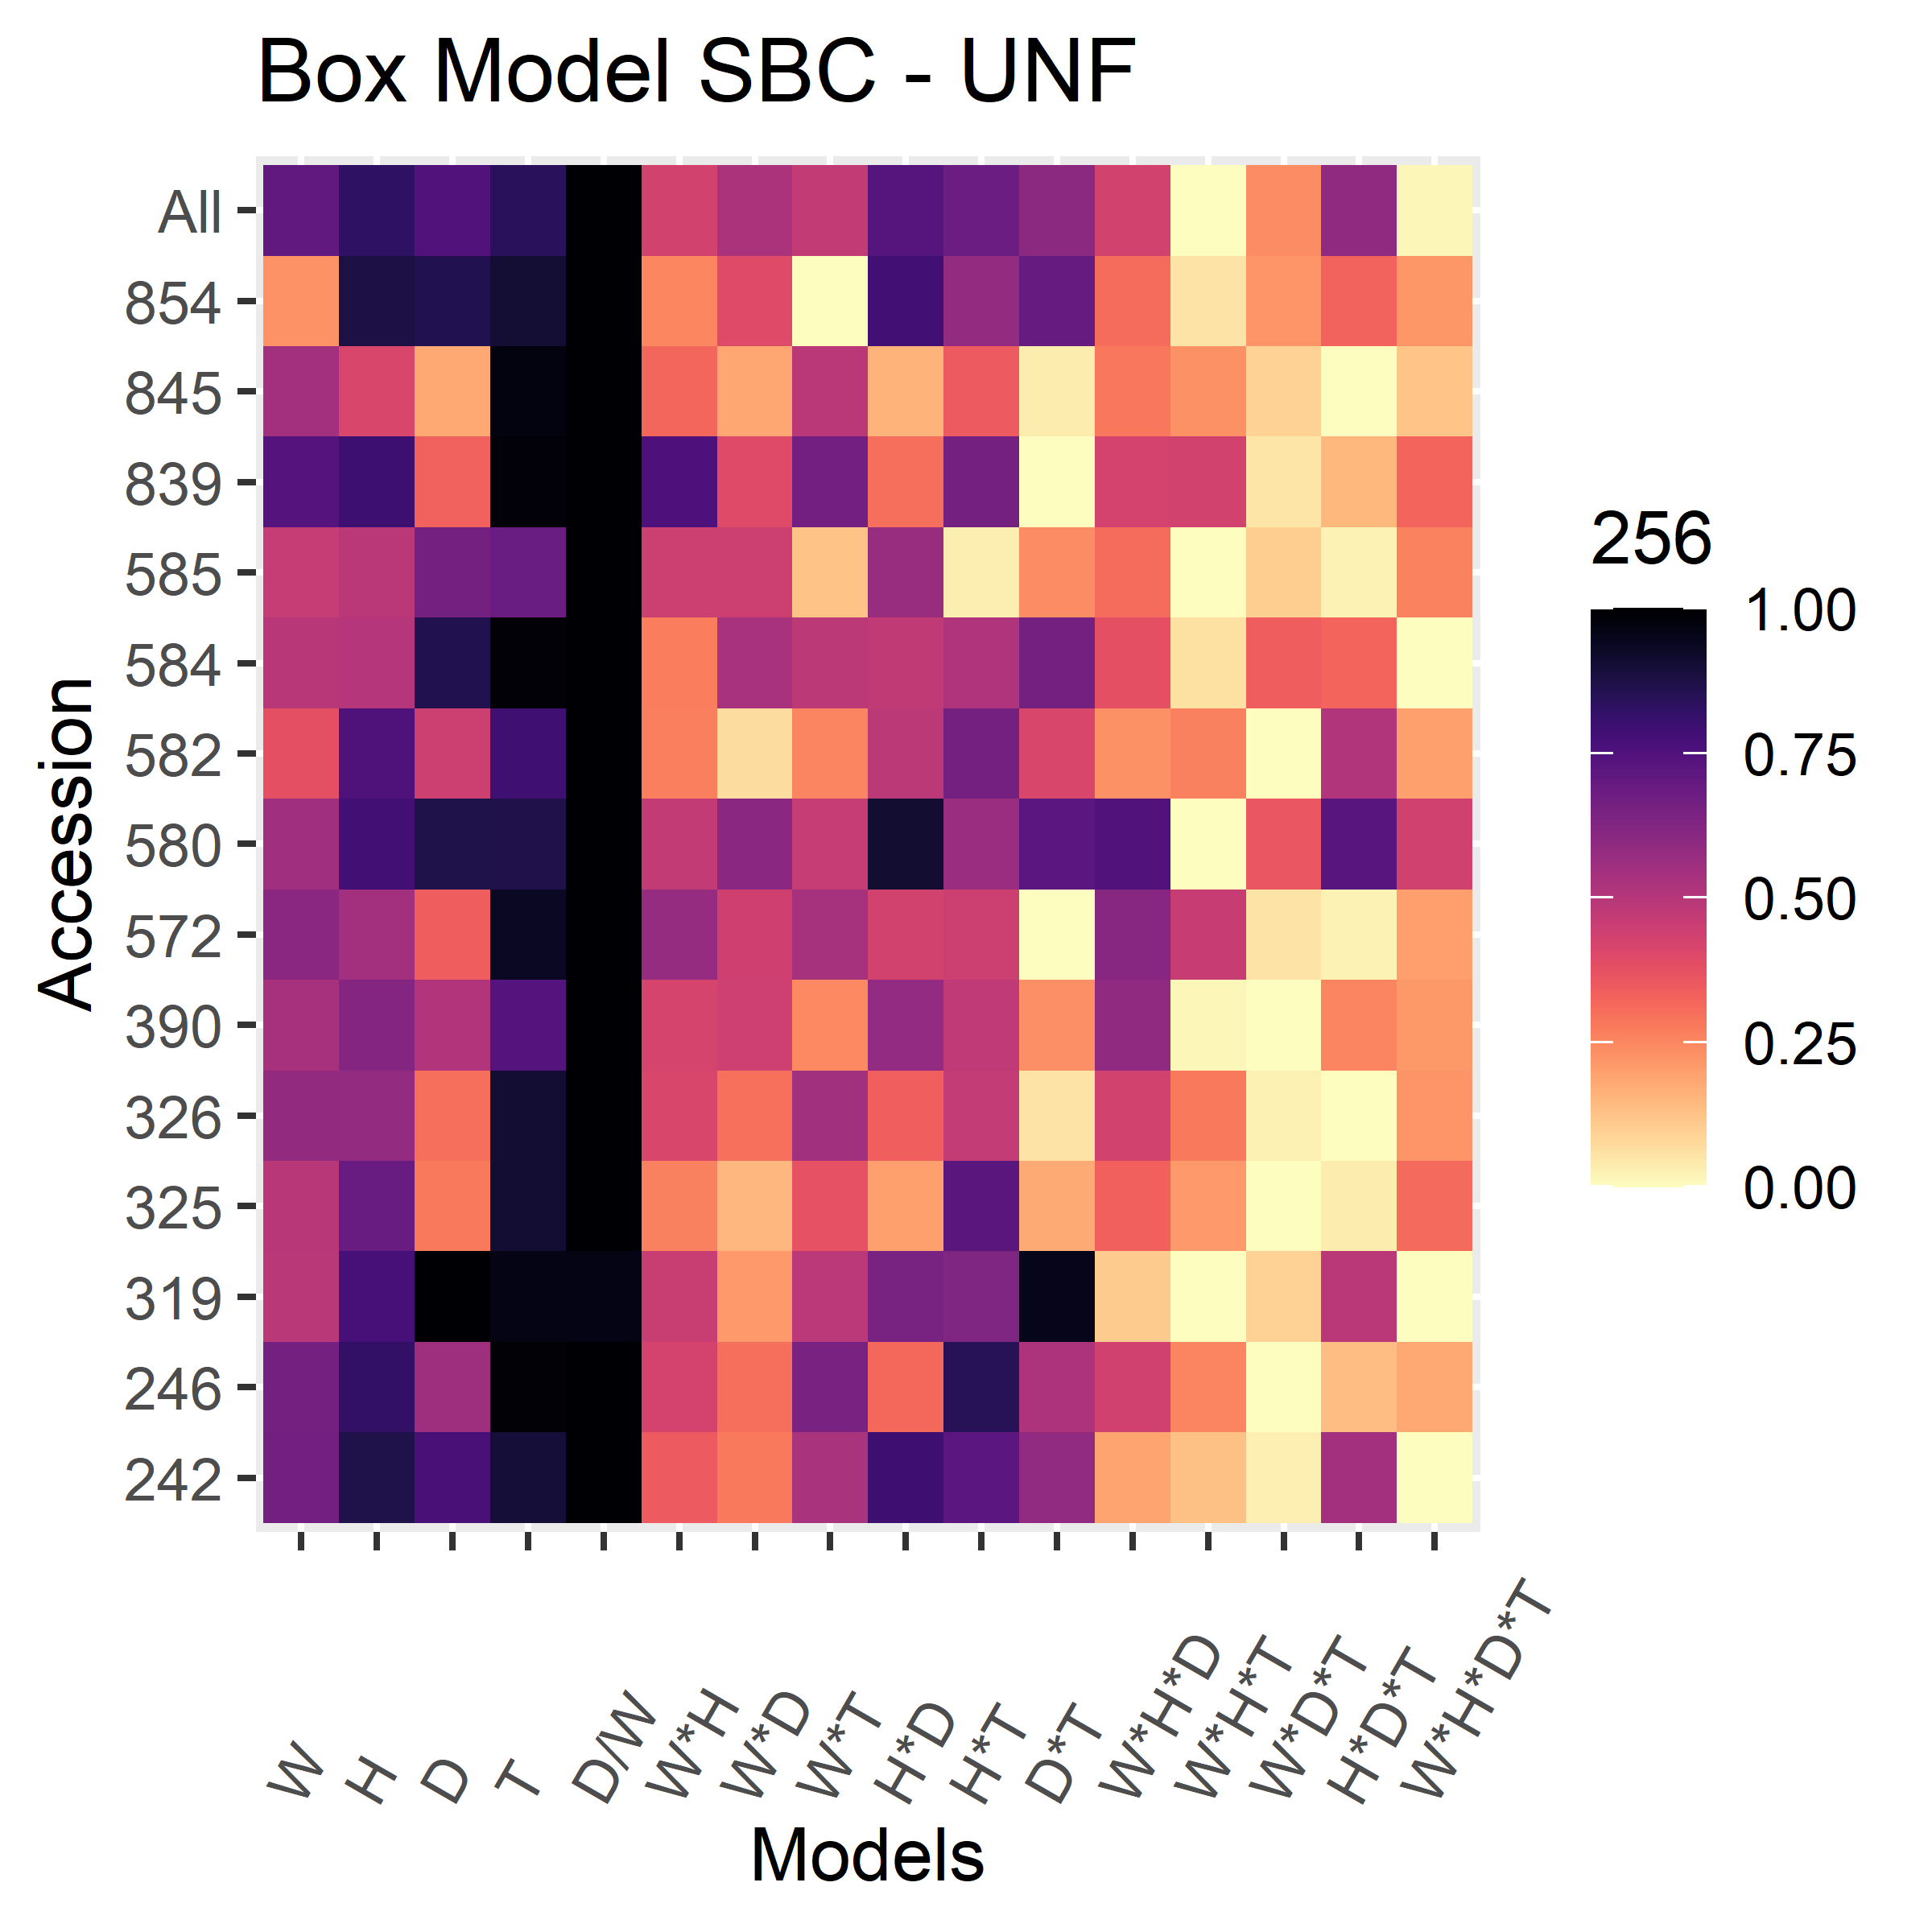 Box Model SBC - UNF
Accession
All
854
845
839
585
584
582
580
572
390
326
325
319
246
242
256
1.00
0.75
0.50
0.25
0.00
W
H
D
T
D/W
W*H
W*D
W*T
H*D
H*T
D*T
W*H*D
W*H*T
W*D*T
H*D*T
W*H*D*T
Models